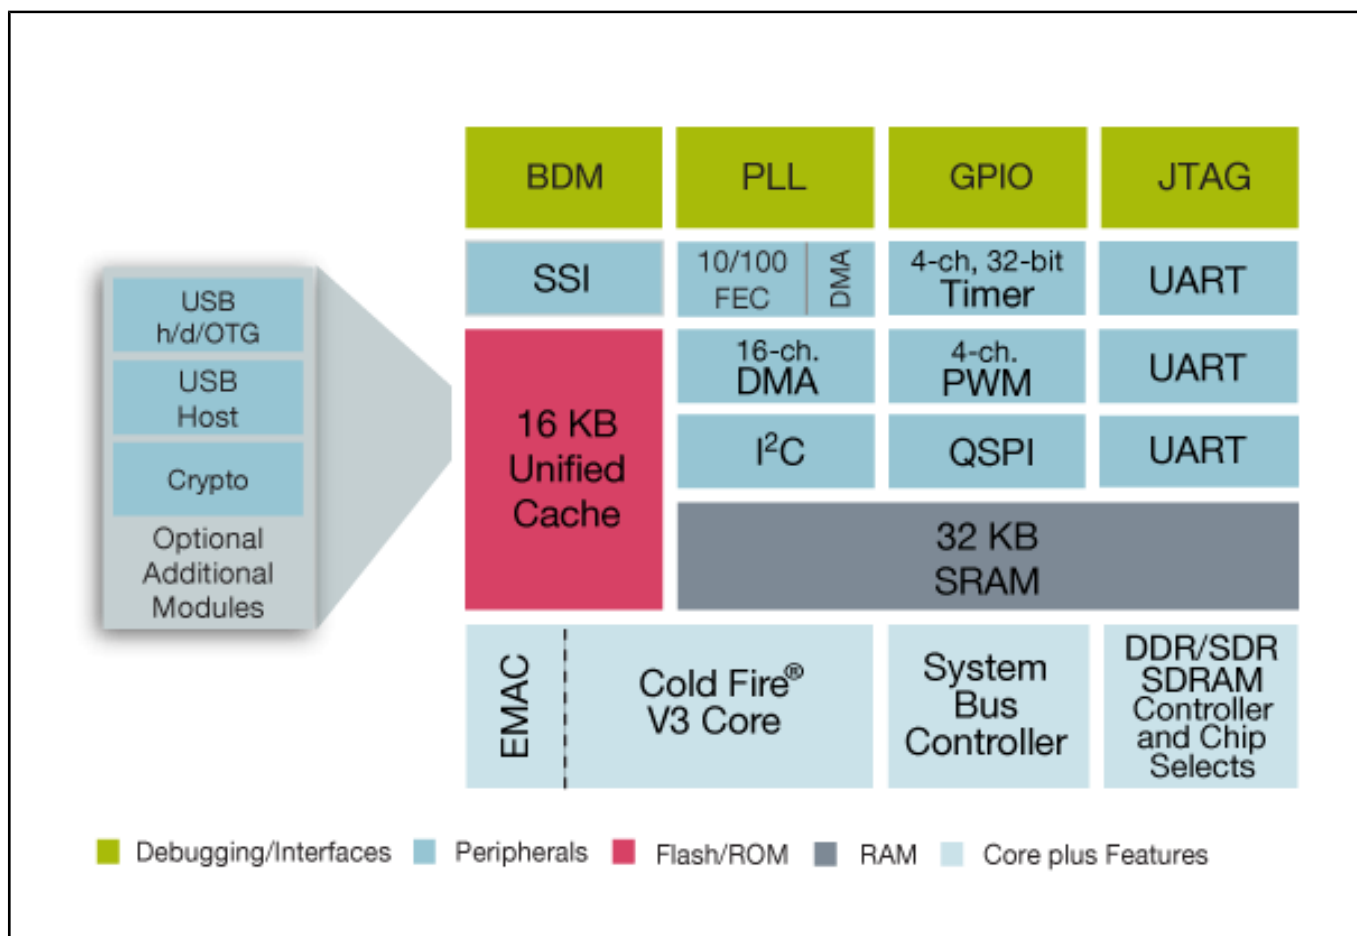 BDM
PLL
GPIO
JTAG
SSI
10/100
FEC
DMA
4-ch, 32-bit
Timer
UART
USB
h/d/OTG
USB
Host
Crypto
Optional
Additional
Modules
16 KB
Unified
Cache
16-ch.
DMA
4-ch.
PWM
UART
I²C
QSPI
UART
32 KB
SRAM
EMAC
Cold Fire®
V3 Core
System
Bus
Controller
DDR/SDR
SDRAM
Controller
and Chip
Selects
Debugging/Interfaces
Peripherals
Flash/ROM
RAM
Core plus Features